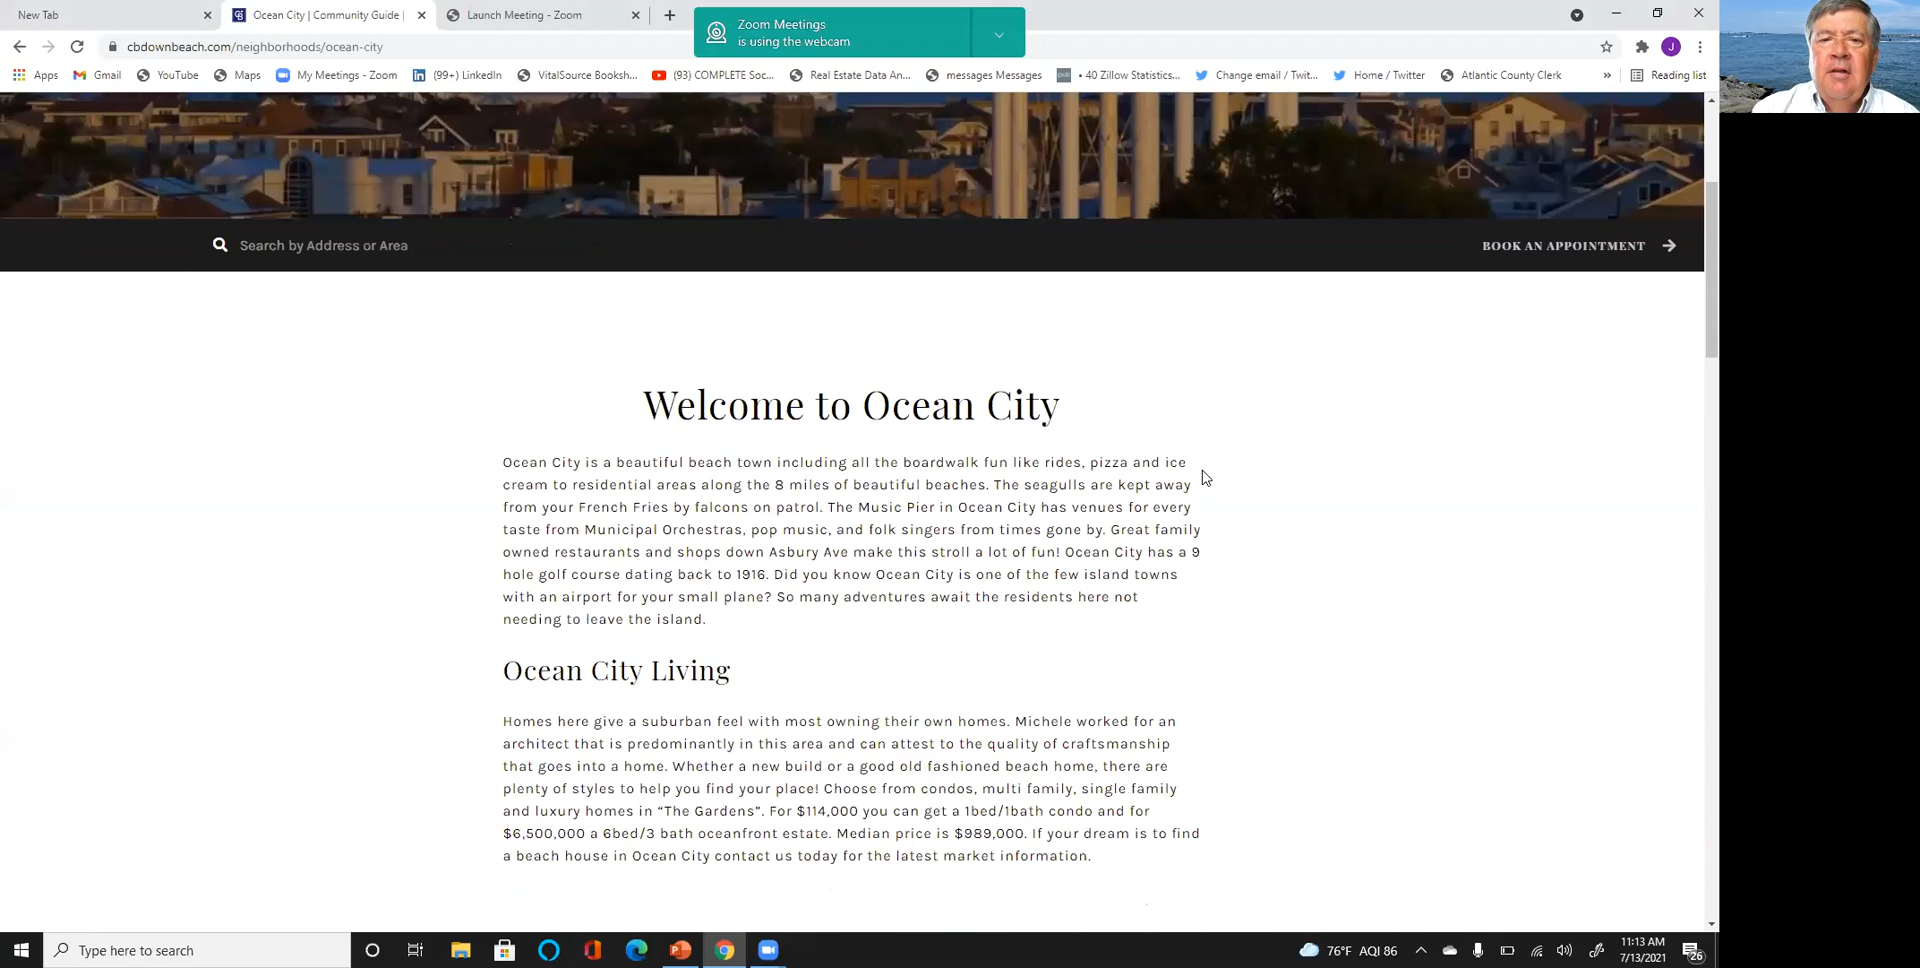 New Tab
Ocean City | Community Guide |
Launch Meeting - Zoom
Zoom Meetings
is using the webcam
cbdownbeach.com/neighborhoods/ocean-city
J
Apps
Gmail
YouTube
Maps
My Meetings - Zoom
(99+) LinkedIn
VitalSource Booksh...
(93) COMPLETE Soc...
Real Estate Data An...
messages Messages
• 40 Zillow Statistics...
Change email / Twit...
Home / Twitter
Atlantic County Clerk
»
Reading list
Search by Address or Area
BOOK AN APPOINTMENT
Welcome to Ocean City
Ocean City is a beautiful beach town including all the boardwalk fun like rides, pizza and ice
cream to residential areas along the 8 miles of beautiful beaches. The seagulls are kept away
from your French Fries by falcons on patrol. The Music Pier in Ocean City has venues for every
taste from Municipal Orchestras, pop music, and folk singers from times gone by. Great family
owned restaurants and shops down Asbury Ave make this stroll a lot of fun! Ocean City has a 9
hole golf course dating back to 1916. Did you know Ocean City is one of the few island towns
with an airport for your small plane? So many adventures await the residents here not
needing to leave the island.
Ocean City Living
Homes here give a suburban feel with most owning their own homes. Michele worked for an
architect that is predominantly in this area and can attest to the quality of craftsmanship
that goes into a home. Whether a new build or a good old fashioned beach home, there are
plenty of styles to help you find your place! Choose from condos, multi family, single family
and luxury homes in “The Gardens”. For $114,000 you can get a 1bed/1bath condo and for
$6,500,000 a 6bed/3 bath oceanfront estate. Median price is $989,000. If your dream is to find
a beach house in Ocean City contact us today for the latest market information.
Type here to search
76°F AQI 86
11:13 AM
7/13/2021
26